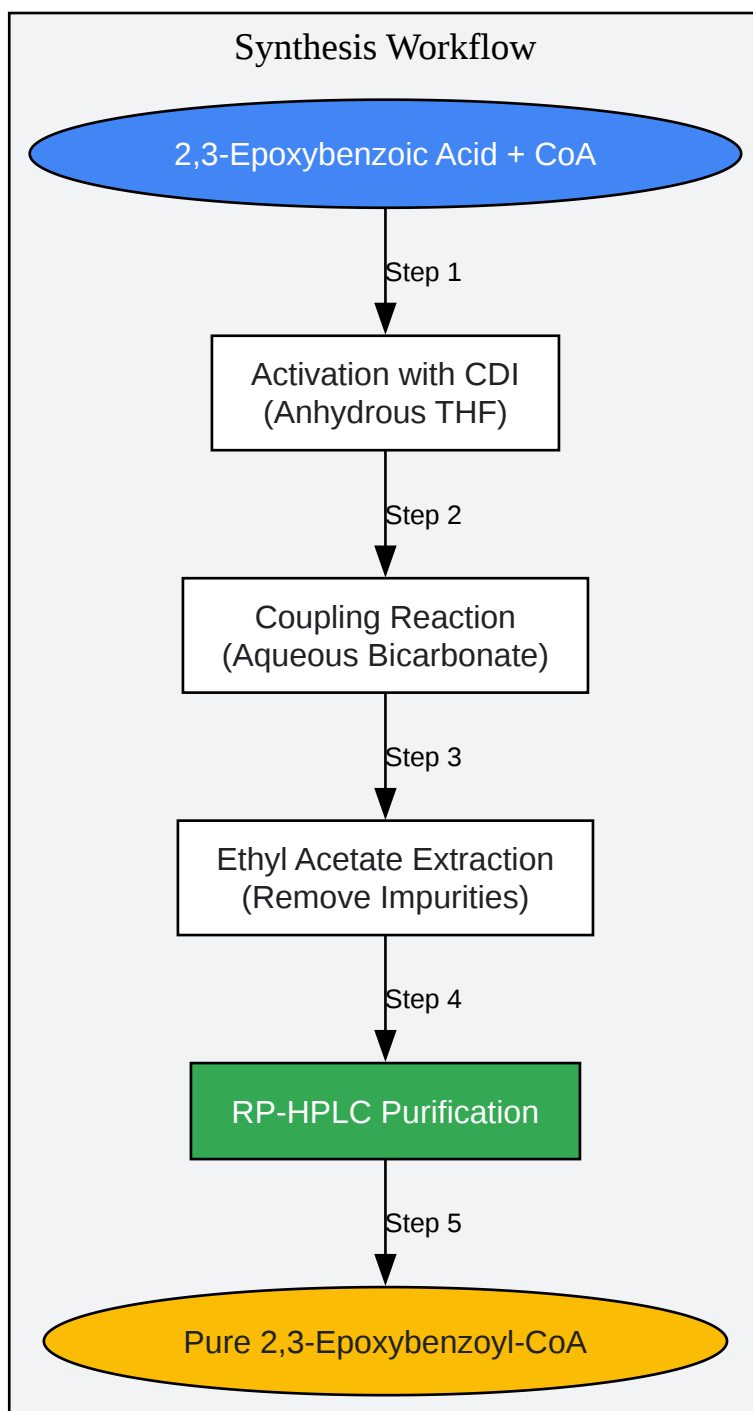 Synthesis Workflow
2,3-Epoxybenzoic Acid + CoA
Step 1
Activation with CDI
(Anhydrous THF)
Step 2
Coupling Reaction
(Aqueous Bicarbonate)
Step 3
Ethyl Acetate Extraction
(Remove Impurities)
Step 4
RP-HPLC Purification
Step 5
Pure 2,3-Epoxybenzoyl-CoA